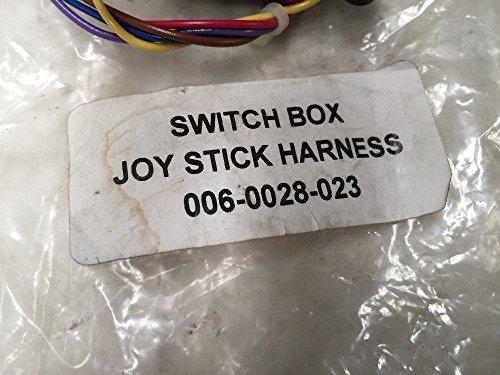 SWITCH BOX
JOY STICK HARNESS
006-0028-023